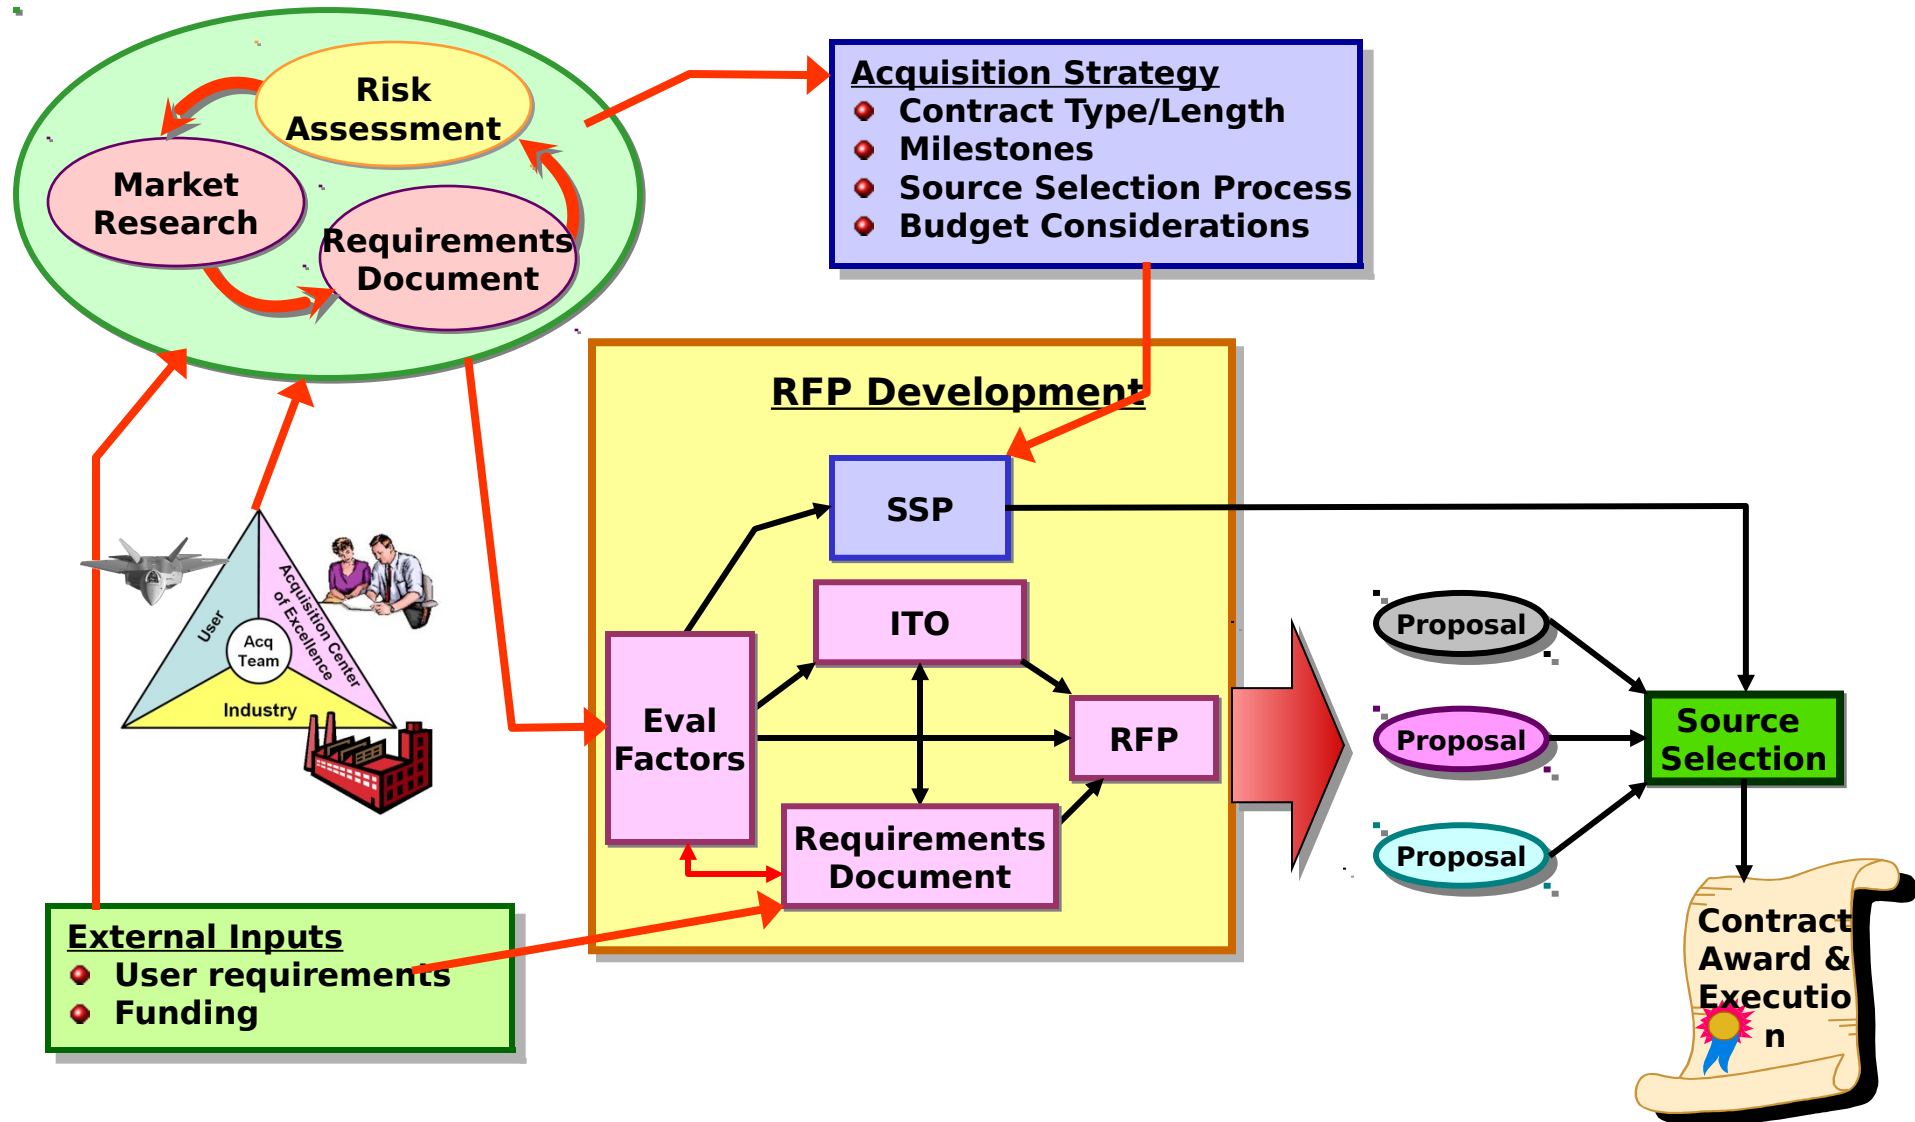 Risk
Assessment
Market
Research
Requirements
Document
Acquisition Strategy
Contract Type/Length
Milestones
Source Selection Process
Budget Considerations
RFP Development
SSP
ITO
Eval
Factors
RFP
Requirements
Document
User
Acquisition Center
of Excellence
Acq
Team
Industry
External Inputs
User requirements
Funding
Proposal
Proposal
Proposal
Source
Selection
Contract
Award &
Executio
n